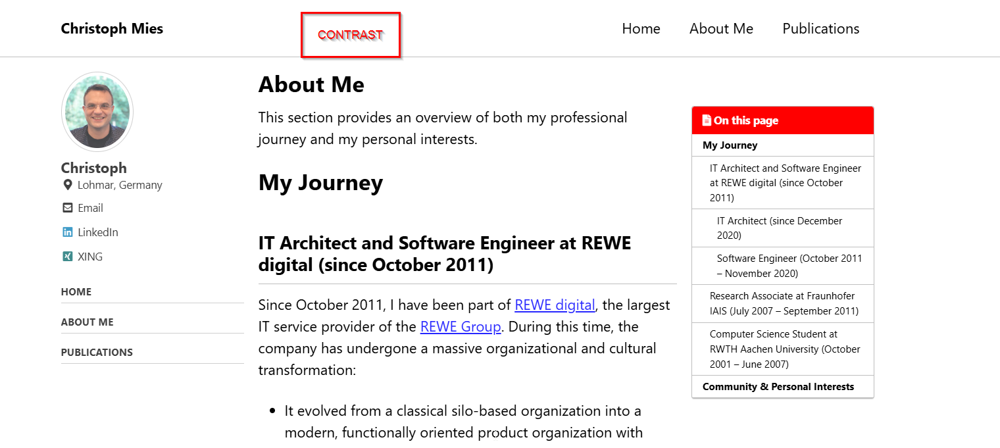 Christoph Mies
CONTRAST
Home
About Me
Publications
Christoph
Lohmar, Germany
Email
LinkedIn
XING
HOME
ABOUT ME
PUBLICATIONS
About Me
This section provides an overview of both my professional
journey and my personal interests.
My Journey
IT Architect and Software Engineer at REWE
digital (since October 2011)
Since October 2011, I have been part of REWE digital, the largest
IT service provider of the REWE Group. During this time, the
company has undergone a massive organizational and cultural
transformation:
It evolved from a classical silo-based organization into a
modern, functionally oriented product organization with
On this page
My Journey
IT Architect and Software Engineer
at REWE digital (since October
2011)
IT Architect (since December
2020)
Software Engineer (October 2011
– November 2020)
Research Associate at Fraunhofer
IAIS (July 2007 – September 2011)
Computer Science Student at
RWTH Aachen University (October
2001 – June 2007)
Community & Personal Interests